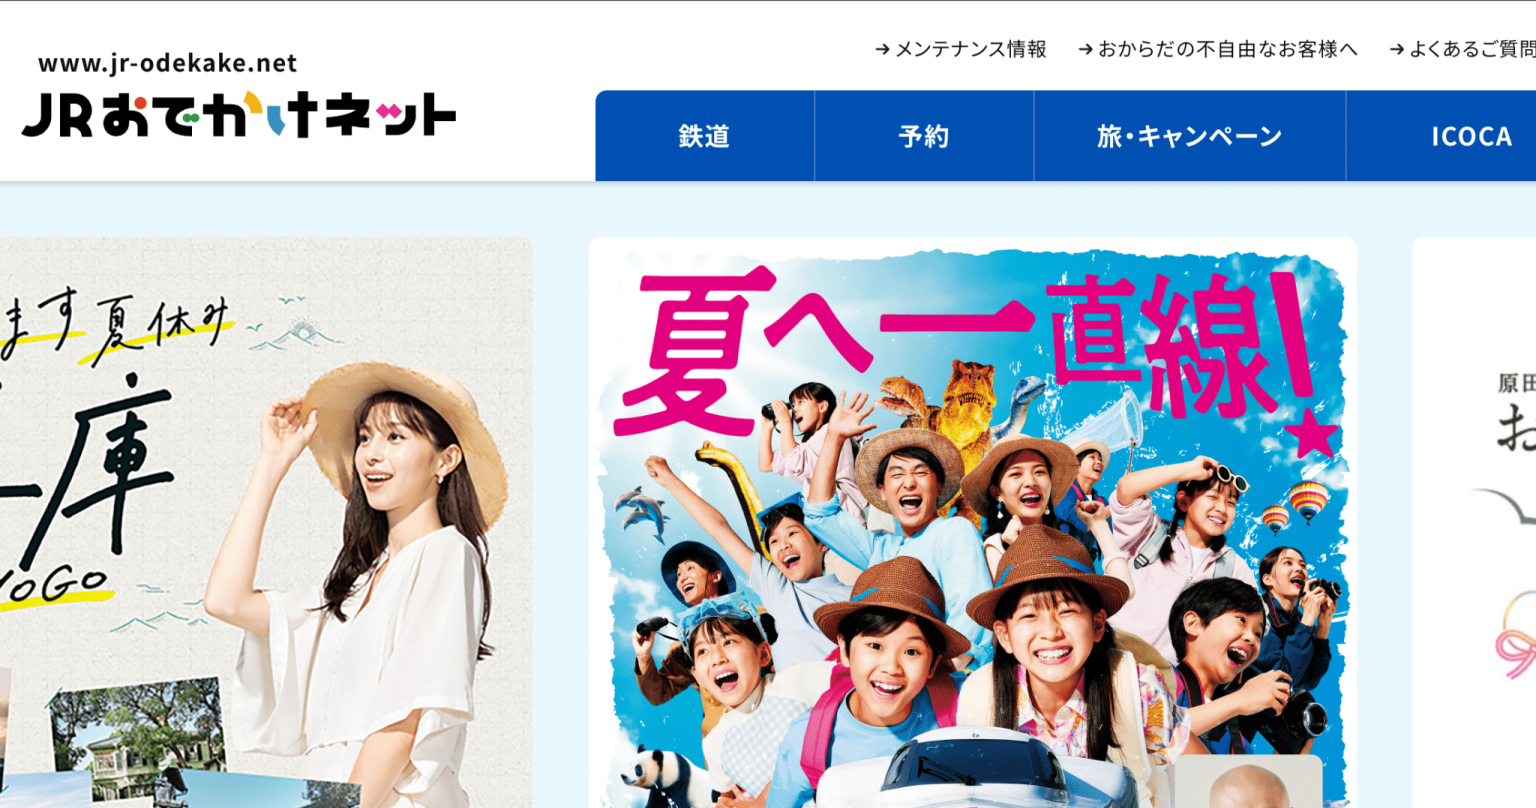 www.jr-odekake.net
JRおでかけネット
メンテナンス情報
おからだの不自由なお客様へ
よくあるご質問
鉄道
予約
旅・キャンペーン
ICOCA
ます夏休み
庫
YOGO
夏へ一直線!
原田
お